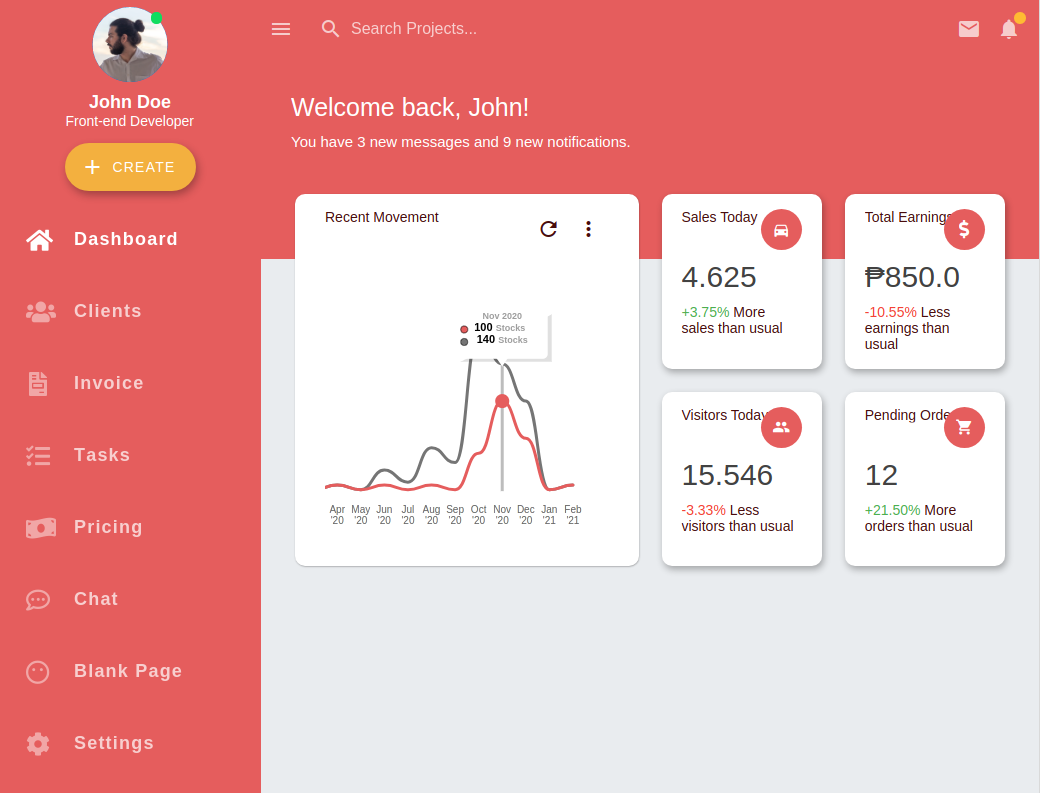 John Doe
Front-end Developer
CREATE
Dashboard
Clients
Invoice
Tasks
Pricing
Chat
Blank Page
Settings
Search Projects...
Welcome back, John!
You have 3 new messages and 9 new notifications.
Recent Movement
Nov 2020
100 Stocks
140 Stocks
Apr May Jun Jul Aug Sep Oct Nov Dec Jan Feb
'20 '20 '20 '20 '20 '20 '20 '20 '20 '21 '21
Sales Today
4.625
+3.75% More
sales than usual
Total Earnings
₱850.0
-10.55% Less
earnings than
usual
Visitors Today
15.546
-3.33% Less
visitors than usual
Pending Orde
12
+21.50% More
orders than usual